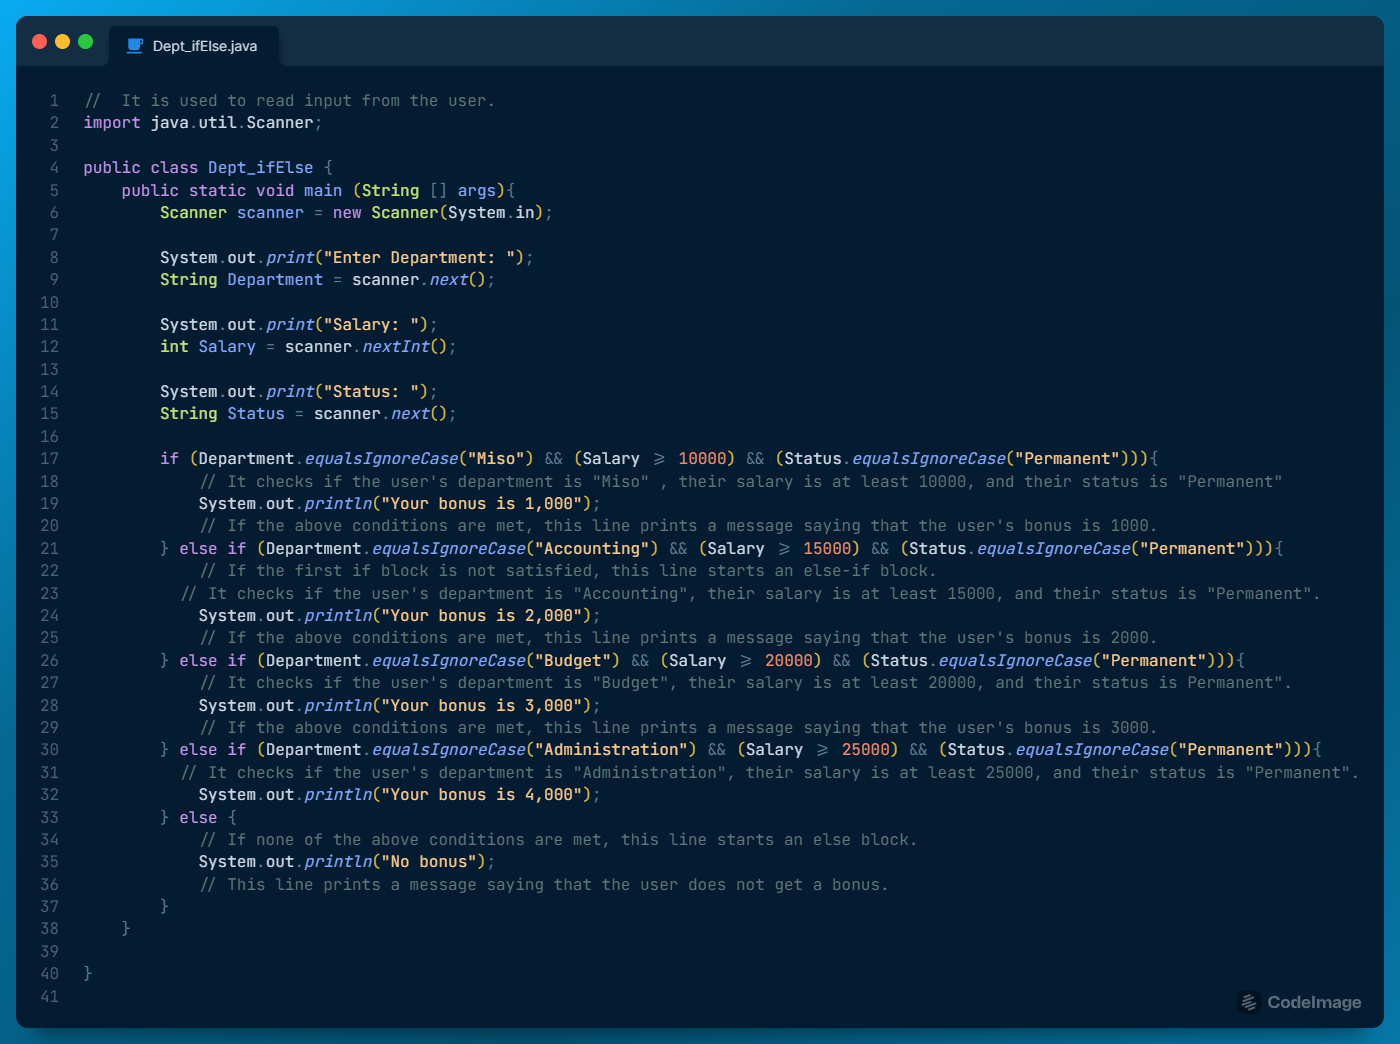 Dept_ifElse.java
1 //  It is used to read input from the user.
2 import java.util.Scanner;
3
4 public class Dept_ifElse {
5     public static void main (String [] args){
6         Scanner scanner = new Scanner(System.in);
7
8         System.out.print("Enter Department: ");
9         String Department = scanner.next();
10
11         System.out.print("Salary: ");
12         int Salary = scanner.nextInt();
13
14         System.out.print("Status: ");
15         String Status = scanner.next();
16
17         if (Department.equalsIgnoreCase("Miso") && (Salary >= 10000) && (Status.equalsIgnoreCase("Permanent"))){
18             // It checks if the user's department is "Miso" , their salary is at least 10000, and their status is "Permanent"
19             System.out.println("Your bonus is 1,000");
20             // If the above conditions are met, this line prints a message saying that the user's bonus is 1000.
21         } else if (Department.equalsIgnoreCase("Accounting") && (Salary >= 15000) && (Status.equalsIgnoreCase("Permanent"))){
22             // If the first if block is not satisfied, this line starts an else-if block.
23           // It checks if the user's department is "Accounting", their salary is at least 15000, and their status is "Permanent".
24             System.out.println("Your bonus is 2,000");
25             // If the above conditions are met, this line prints a message saying that the user's bonus is 2000.
26         } else if (Department.equalsIgnoreCase("Budget") && (Salary >= 20000) && (Status.equalsIgnoreCase("Permanent"))){
27             // It checks if the user's department is "Budget", their salary is at least 20000, and their status is Permanent".
28             System.out.println("Your bonus is 3,000");
29             // If the above conditions are met, this line prints a message saying that the user's bonus is 3000.
30         } else if (Department.equalsIgnoreCase("Administration") && (Salary >= 25000) && (Status.equalsIgnoreCase("Permanent"))){
31           // It checks if the user's department is "Administration", their salary is at least 25000, and their status is "Permanent".
32             System.out.println("Your bonus is 4,000");
33         } else {
34             // If none of the above conditions are met, this line starts an else block.
35             System.out.println("No bonus");
36             // This line prints a message saying that the user does not get a bonus.
37         }
38     }
39
40 }
41
CodeImage